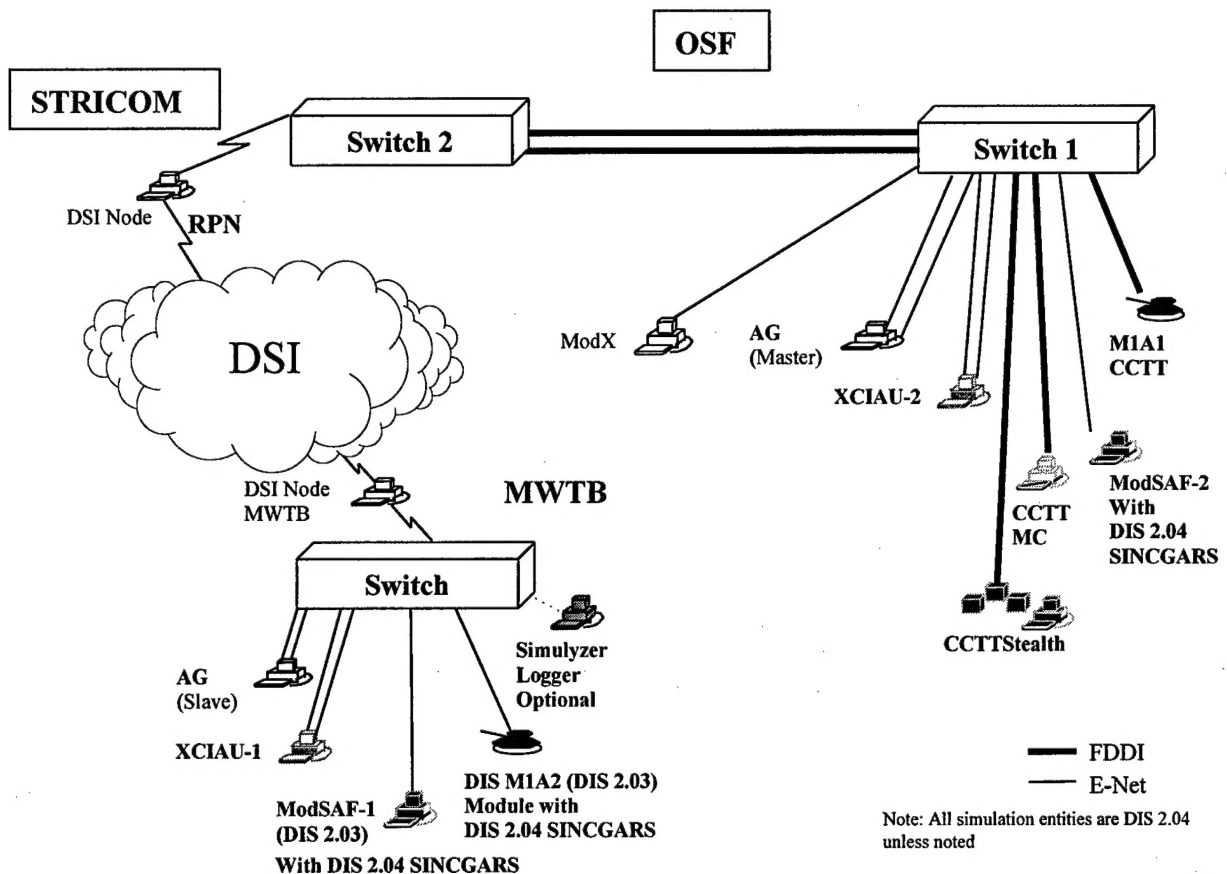 OSF
STRICOM
Switch 2
Switch 1
DSI Node
RPN
DSI
ModX
AG
(Master)
XCIAU-2
M1A1
CCTT
CCTT
MC
ModSAF-2
With
DIS 2.04
SINCGARS
CCTTStealth
DSI Node
MWTB
MWTB
Switch
AG
(Slave)
XCIAU-1
Simulyzer
Logger
Optional
ModSAF-1
(DIS 2.03)
With DIS 2.04 SINCGARS
DIS M1A2 (DIS 2.03)
Module with
DIS 2.04 SINCGARS
FDDI
E-Net
Note: All simulation entities are DIS 2.04
unless noted